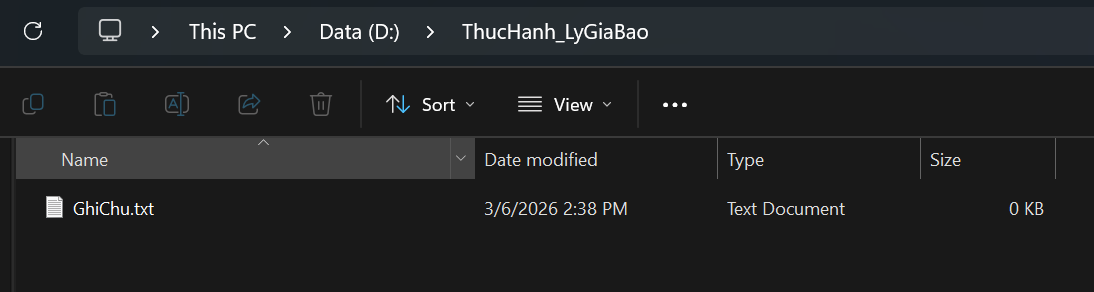 This PC > Data (D:) > ThucHanh_LyGiaBao
Sort View
Name Date modified Type Size
GhiChu.txt 3/6/2026 2:38 PM Text Document 0 KB